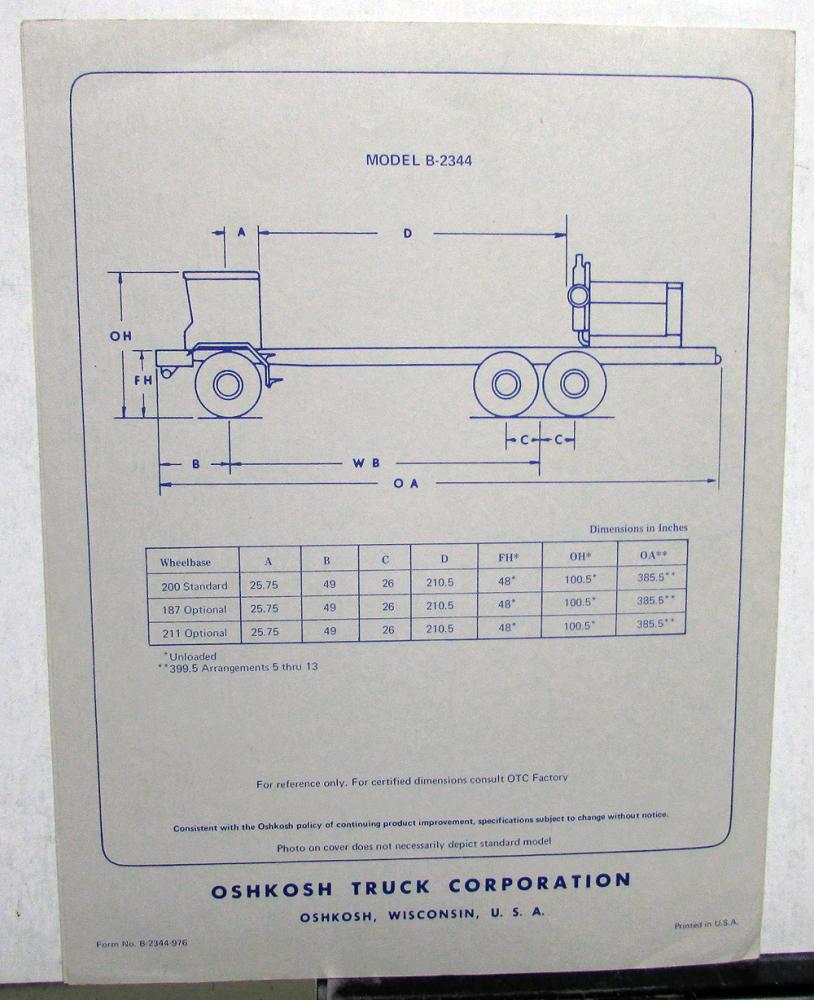 MODEL B-2344
A
D
OH
FH
C C
B
W B
O A
Dimensions in Inches
Wheelbase A B C D FH* OH* OA**
200 Standard 25.75 49 26 210.5 48* 100.5* 385.5**
187 Optional 25.75 49 26 210.5 48* 100.5* 385.5**
211 Optional 25.75 49 26 210.5 48* 100.5* 385.5**
*Unloaded
**399.5 Arrangements 5 thru 13
For reference only. For certified dimensions consult OTC Factory
Consistent with the Oshkosh policy of continuing product improvement, specifications subject to change without notice.
Photo on cover does not necessarily depict standard model
OSHKOSH TRUCK CORPORATION
OSHKOSH, WISCONSIN, U. S. A.
Form No. B-2344-976
Printed in U.S.A.